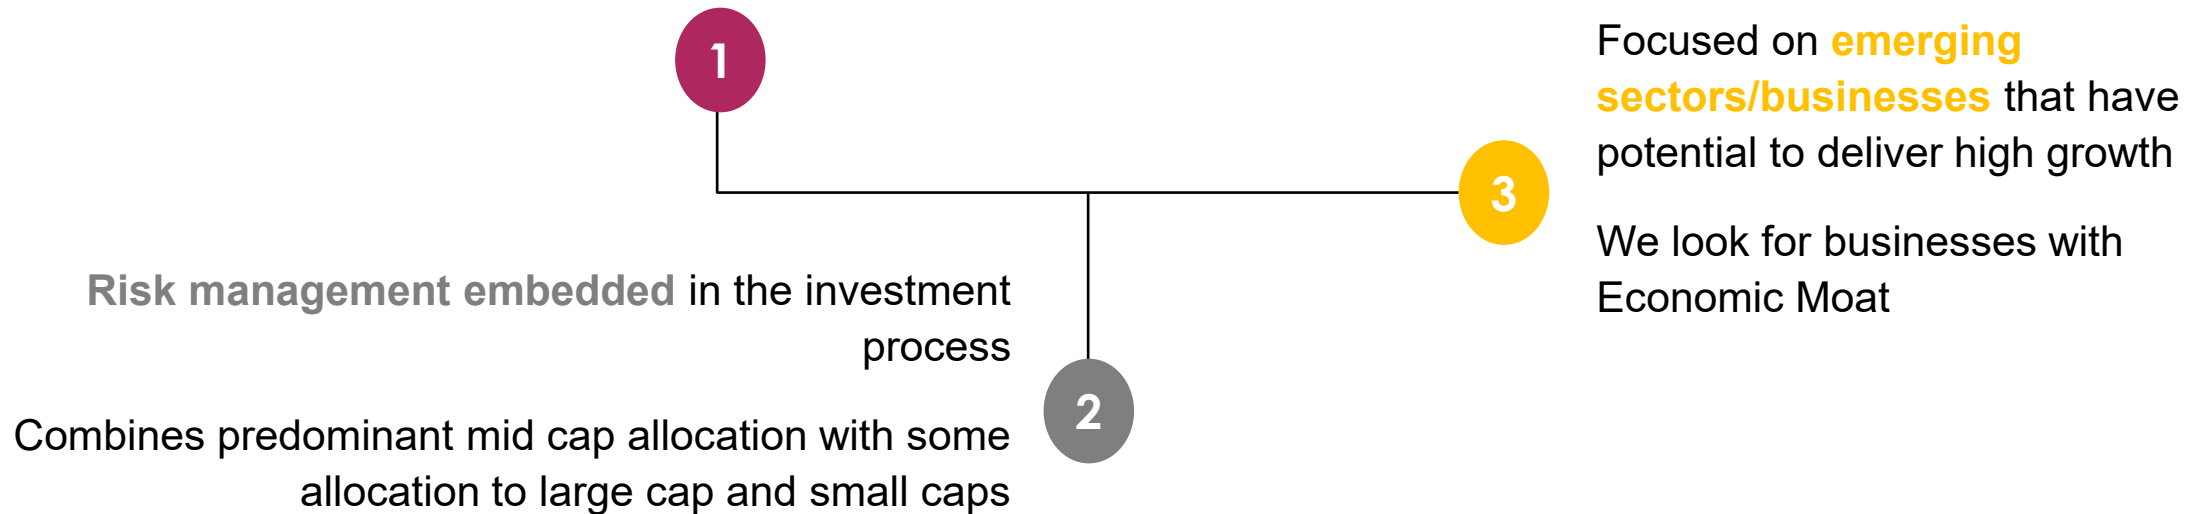 1
Focused on emerging
sectors/businesses that have
potential to deliver high growth
3
We look for businesses with
Economic Moat
Risk management embedded in the investment
process
2
Combines predominant mid cap allocation with some
allocation to large cap and small caps